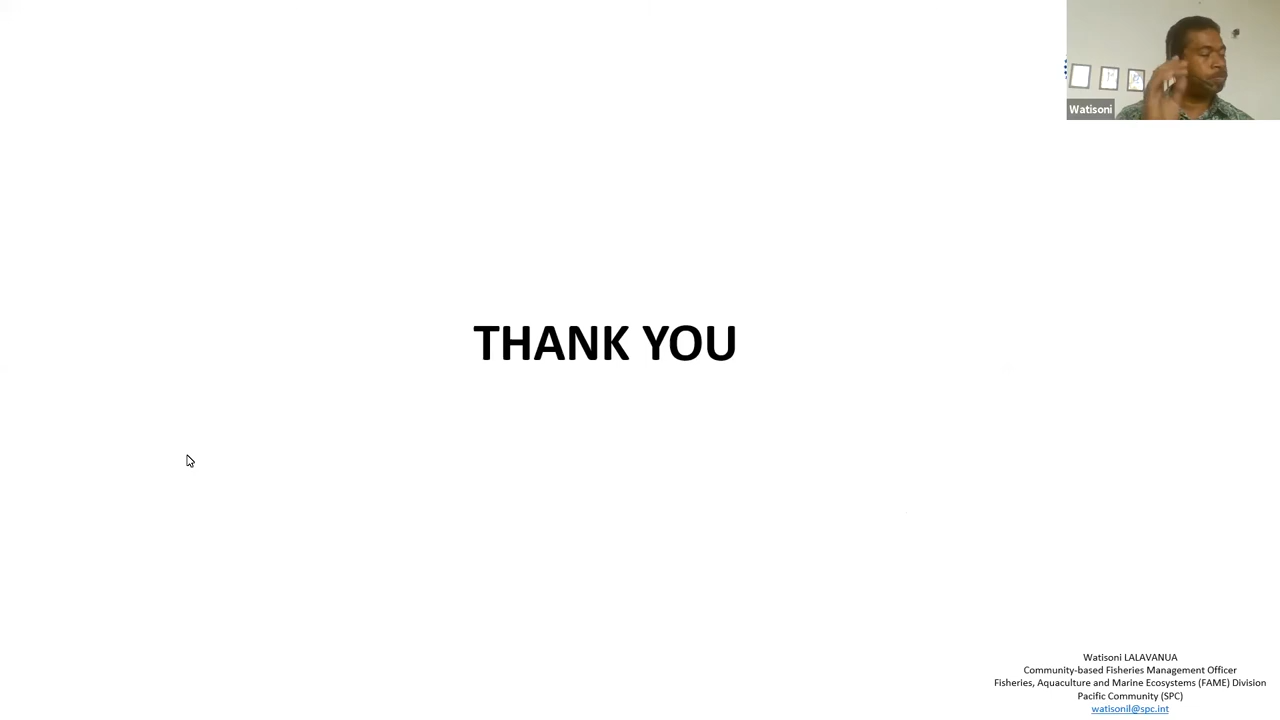 Watisoni
THANK YOU
Watisoni LALAVANUA
Community-based Fisheries Management Officer
Fisheries, Aquaculture and Marine Ecosystems (FAME) Division
Pacific Community (SPC)
watisonil@spc.int